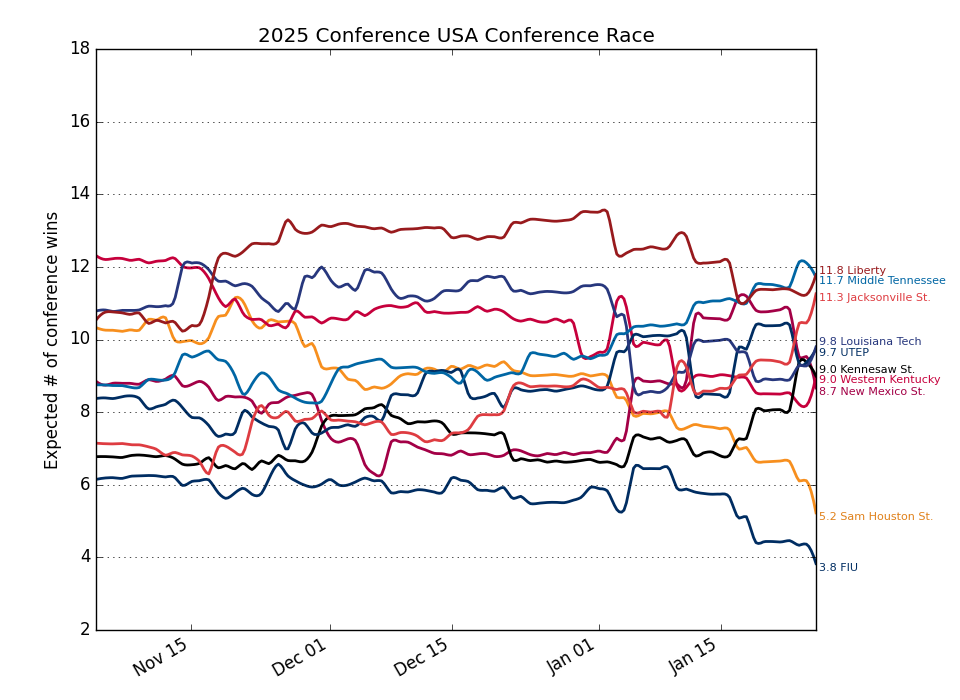 2025 Conference USA Conference Race
Expected # of conference wins
18
16
14
12
10
8
6
4
2
Nov 15
Dec 01
Dec 15
Jan 01
Jan 15
11.8 Liberty
11.7 Middle Tennessee
11.3 Jacksonville St.
9.8 Louisiana Tech
9.7 UTEP
9.0 Kennesaw St.
9.0 Western Kentucky
8.7 New Mexico St.
5.2 Sam Houston St.
3.8 FIU